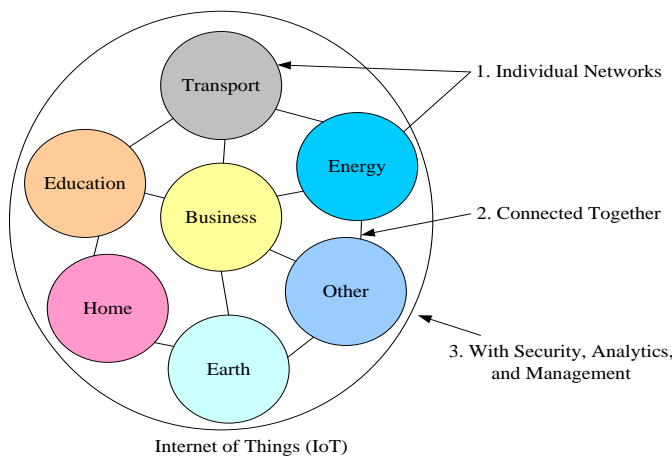 Transport
1. Individual Networks
Energy
Education
Business
2. Connected Together
Other
Home
3. With Security, Analytics,
and Management
Earth
Internet of Things (IoT)